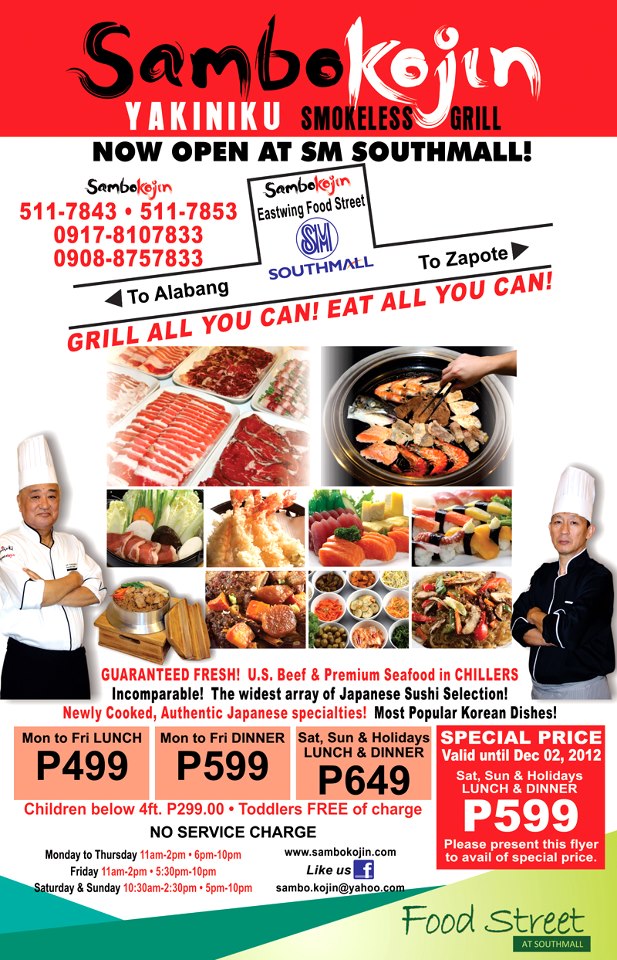 Sambokojin
YAKINIKU SMOKELESS GRILL
NOW OPEN AT SM SOUTHMALL!
Sambokojin
511-7843 • 511-7853
0917-8107833
0908-8757833
Sambokojin
Eastwing Food Street
SM
SOUTHMALL
To Alabang
To Zapote
GRILL ALL YOU CAN! EAT ALL YOU CAN!
GUARANTEED FRESH! U.S. Beef & Premium Seafood in CHILLERS
Incomparable! The widest array of Japanese Sushi Selection!
Newly Cooked, Authentic Japanese specialties! Most Popular Korean Dishes!
Mon to Fri LUNCH
P499
Mon to Fri DINNER
P599
Sat, Sun & Holidays
LUNCH & DINNER
P649
SPECIAL PRICE
Valid until Dec 02, 2012
Sat, Sun & Holidays
LUNCH & DINNER
P599
Please present this flyer
to avail of special price.
Children below 4ft. P299.00 • Toddlers FREE of charge
NO SERVICE CHARGE
Monday to Thursday 11am-2pm • 6pm-10pm
Friday 11am-2pm • 5:30pm-10pm
Saturday & Sunday 10:30am-2:30pm • 5pm-10pm
www.sambokojin.com
Like us f
sambo.kojin@yahoo.com
Food Street
AT SOUTHMALL